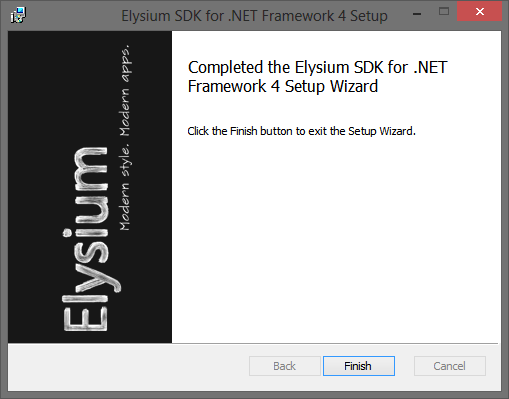 Elysium SDK for .NET Framework 4 Setup
Elysium
Modern style. Modern apps.
Completed the Elysium SDK for .NET
Framework 4 Setup Wizard
Click the Finish button to exit the Setup Wizard.
Back
Finish
Cancel